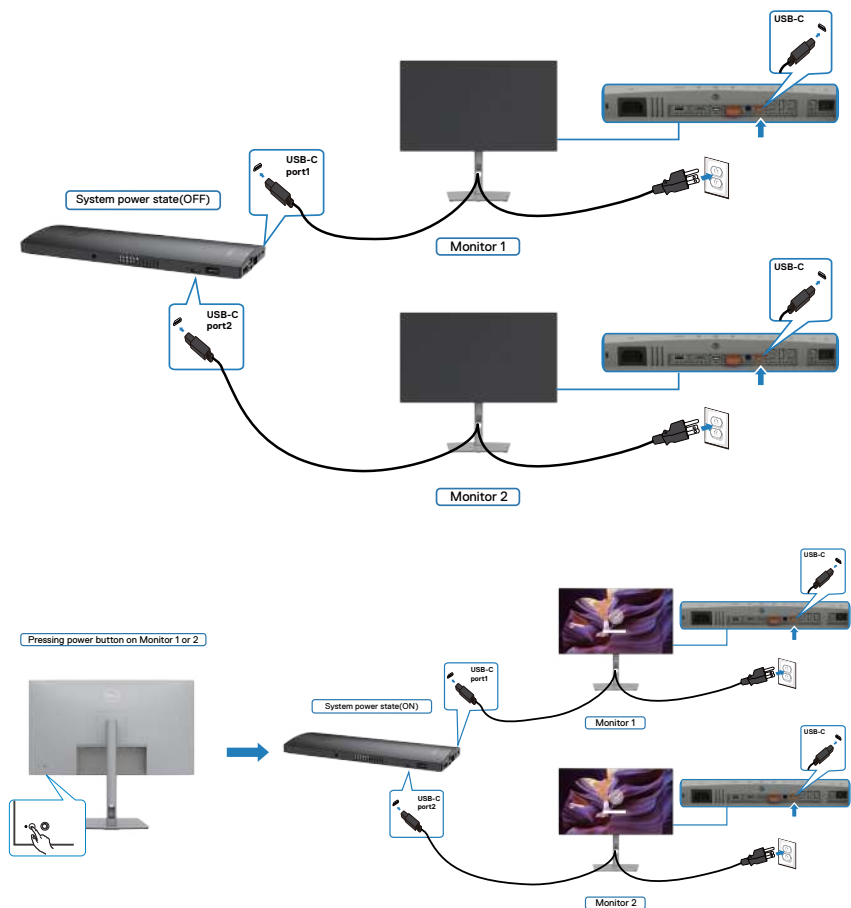 USB-C
USB-C
port1
System power state(OFF)
Monitor 1
USB-C
USB-C
port2
Monitor 2
USB-C
Pressing power button on Monitor 1 or 2
USB-C
port1
System power state(ON)
Monitor 1
USB-C
USB-C
port2
Monitor 2